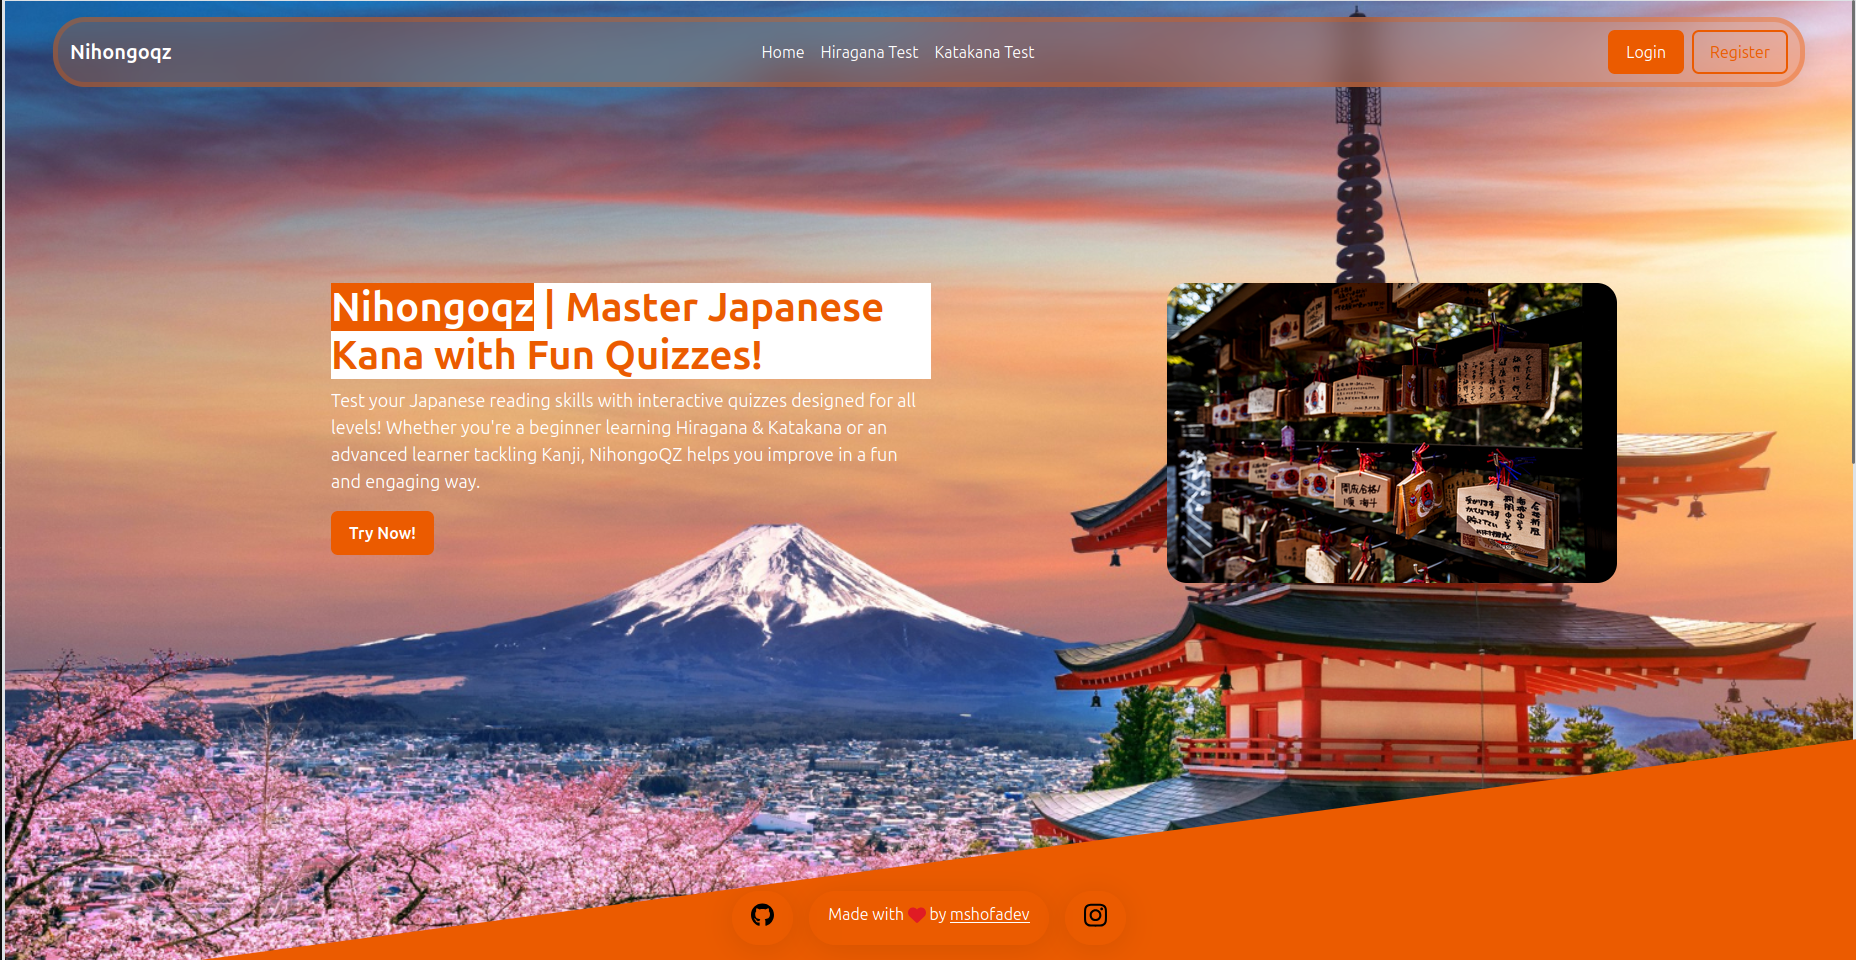 Nihongoqz
Home Hiragana Test Katakana Test
Login Register
Nihongoqz | Master Japanese
Kana with Fun Quizzes!
Test your Japanese reading skills with interactive quizzes designed for all
levels! Whether you're a beginner learning Hiragana & Katakana or an
advanced learner tackling Kanji, NihongoQZ helps you improve in a fun
and engaging way.
Try Now!
Made with ❤ by mshofadev